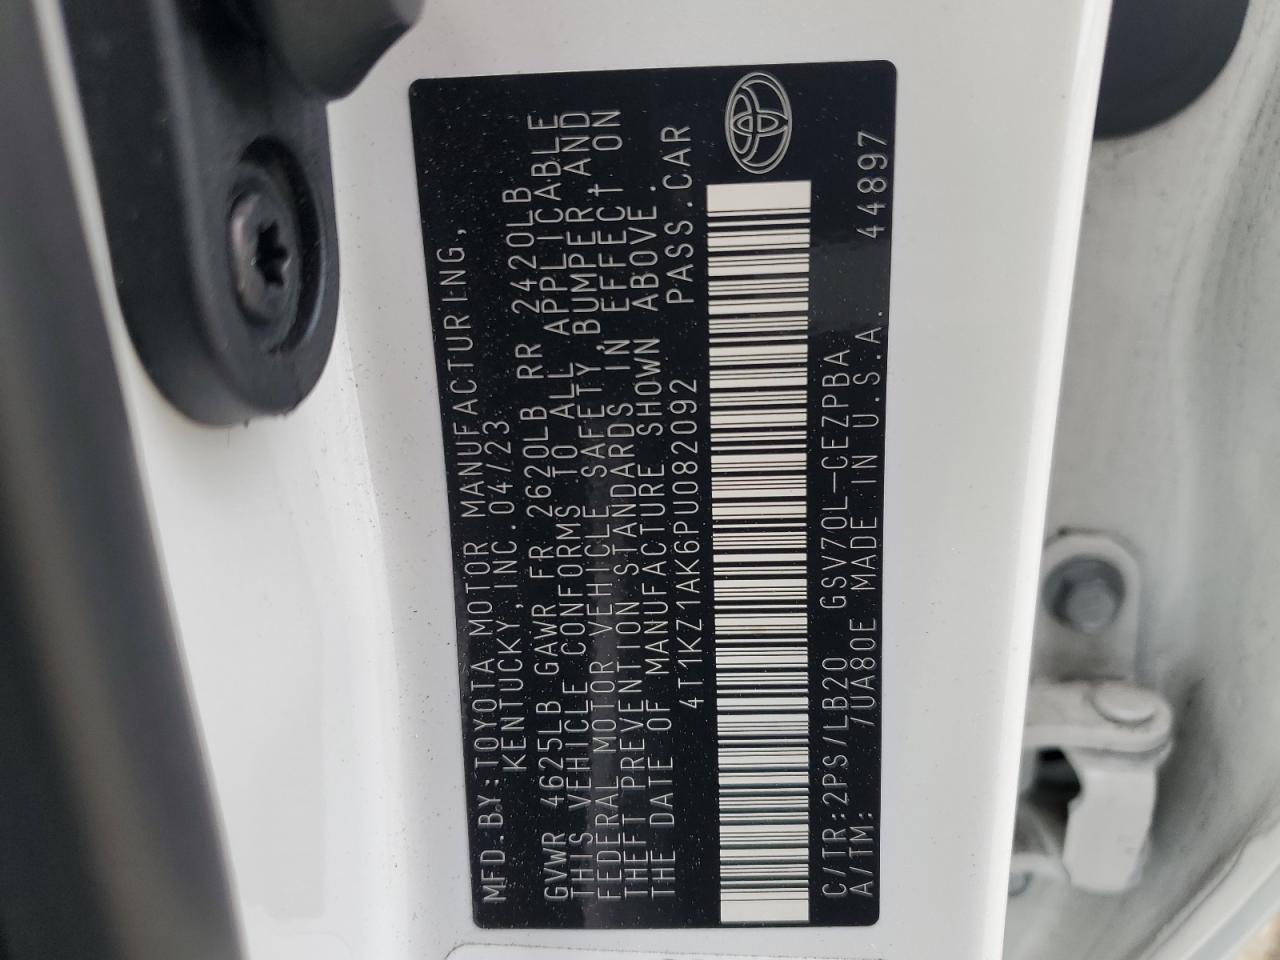 MFD.BY:TOYOTA MOTOR MANUFACTURING,
KENTUCKY,INC.04/23
GVWR 4625LB GAWR FR 2620LB RR 2420LB
THIS VEHICLE CONFORMS TO ALL APPLICABLE
FEDERAL MOTOR VEHICLE SAFETY,BUMPER,AND
THEFT PREVENTION STANDARDS IN EFFECT ON
THE DATE OF MANUFACTURE SHOWN ABOVE.
4T1KZ1AK6PU082092 PASS.CAR
C/TR:2PS/LB20 GSV70L-CEZPBA
A/TM: /UA80E MADE IN U.S.A. 44897